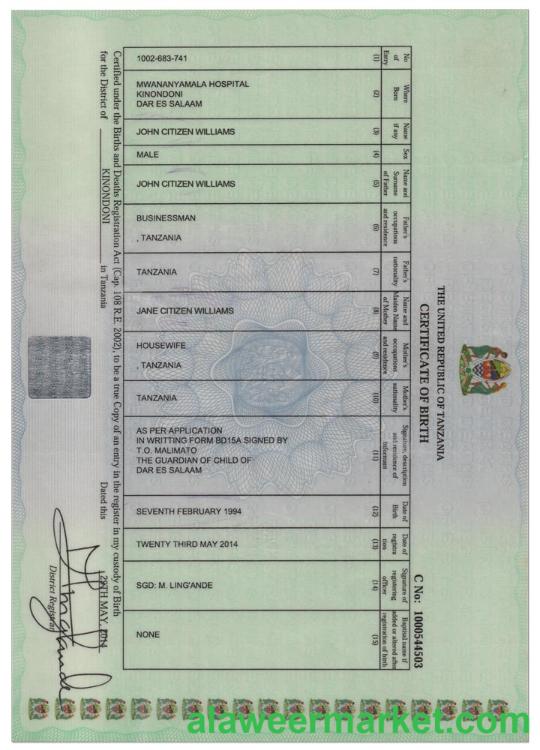 THE UNITED REPUBLIC OF TANZANIA
CERTIFICATE OF BIRTH
C No: 1000544503
No of Entry
(1)
1002-683-741
Where Born
(2)
MWANANYAMALA HOSPITAL
KINONDONI
DAR ES SALAAM
Name if any
(3)
JOHN CITIZEN WILLIAMS
Sex
(4)
MALE
Name and Surname of Father
(5)
JOHN CITIZEN WILLIAMS
Father's occupation and residence
(6)
BUSINESSMAN
, TANZANIA
Father's nationality
(7)
TANZANIA
Name and Maiden Name of Mother
(8)
JANE CITIZEN WILLIAMS
Mother's occupation and residence
(9)
HOUSEWIFE
, TANZANIA
Mother's nationality
(10)
TANZANIA
Signature, description and residence of informant
(11)
AS PER APPLICATION
IN WRITTING FORM BD15A SIGNED BY
T.O. MALIMATO
THE GUARDIAN OF CHILD OF
DAR ES SALAAM
Date of Birth
(12)
SEVENTH FEBRUARY 1994
Date of registra tion
(13)
TWENTY THIRD MAY 2014
Signature of registering officer
(14)
SGD: M. LING'ANDE
Baptismal name if added or altered after registration of birth
(15)
NONE
Certified under the Births and Deaths Registration Act (Cap. 108 R.E. 2002), to be a true Copy of an entry in the register in my custody of Birth
for the District of KINONDONI in Tanzania Dated this MAY, 2014
District Registrar
alaweermarket.com